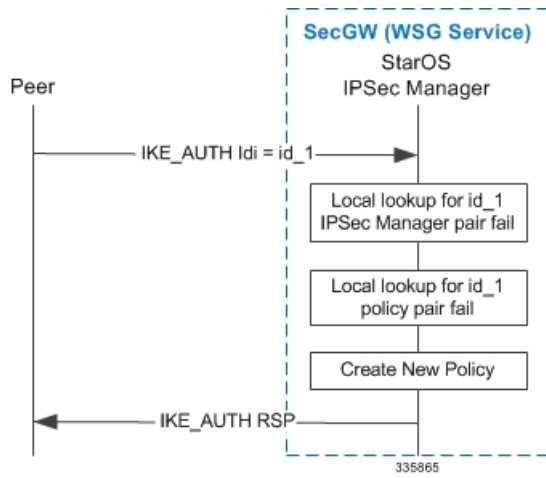 SecGW (WSG Service)
StarOS
IPSec Manager
Peer
IKE_AUTH Idi = id_1
Local lookup for id_1
IPSec Manager pair fail
Local lookup for id_1
policy pair fail
Create New Policy
IKE_AUTH RSP
335865